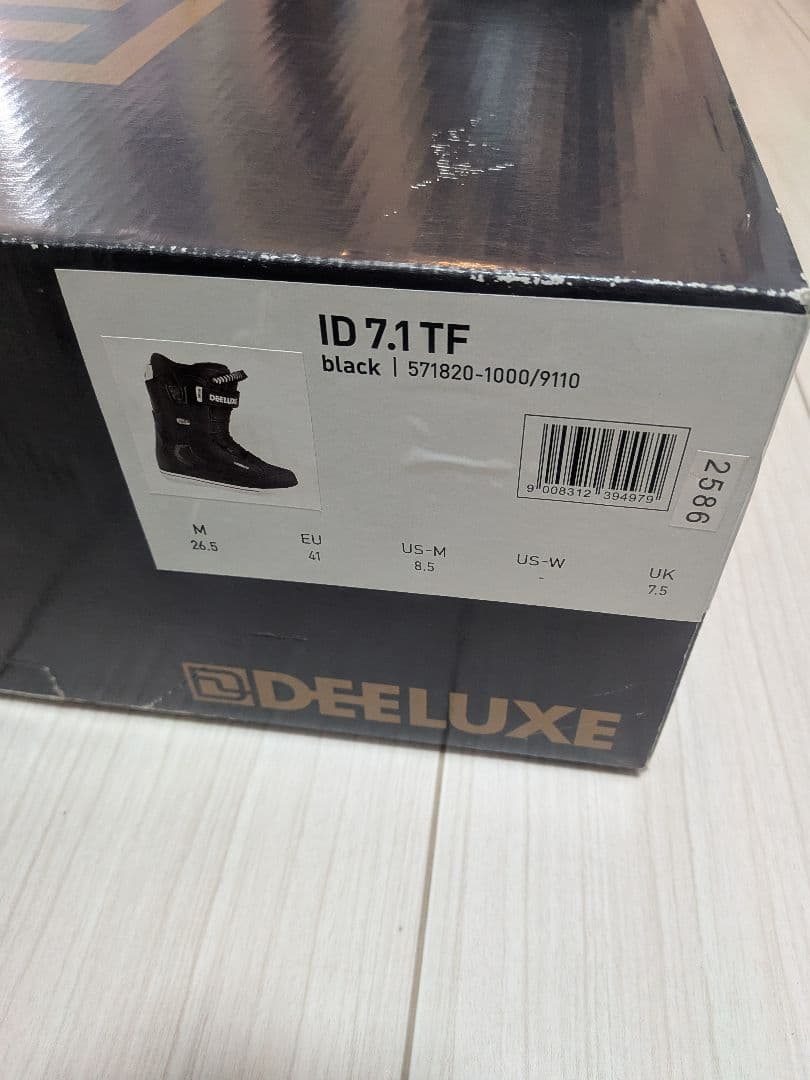 ID 7.1 TF
black | 571820-1000/9110
DEELUXE
9 008312 394979
2586
M
26.5
EU
41
US-M
8.5
US-W
-
UK
7.5
DEELUXE